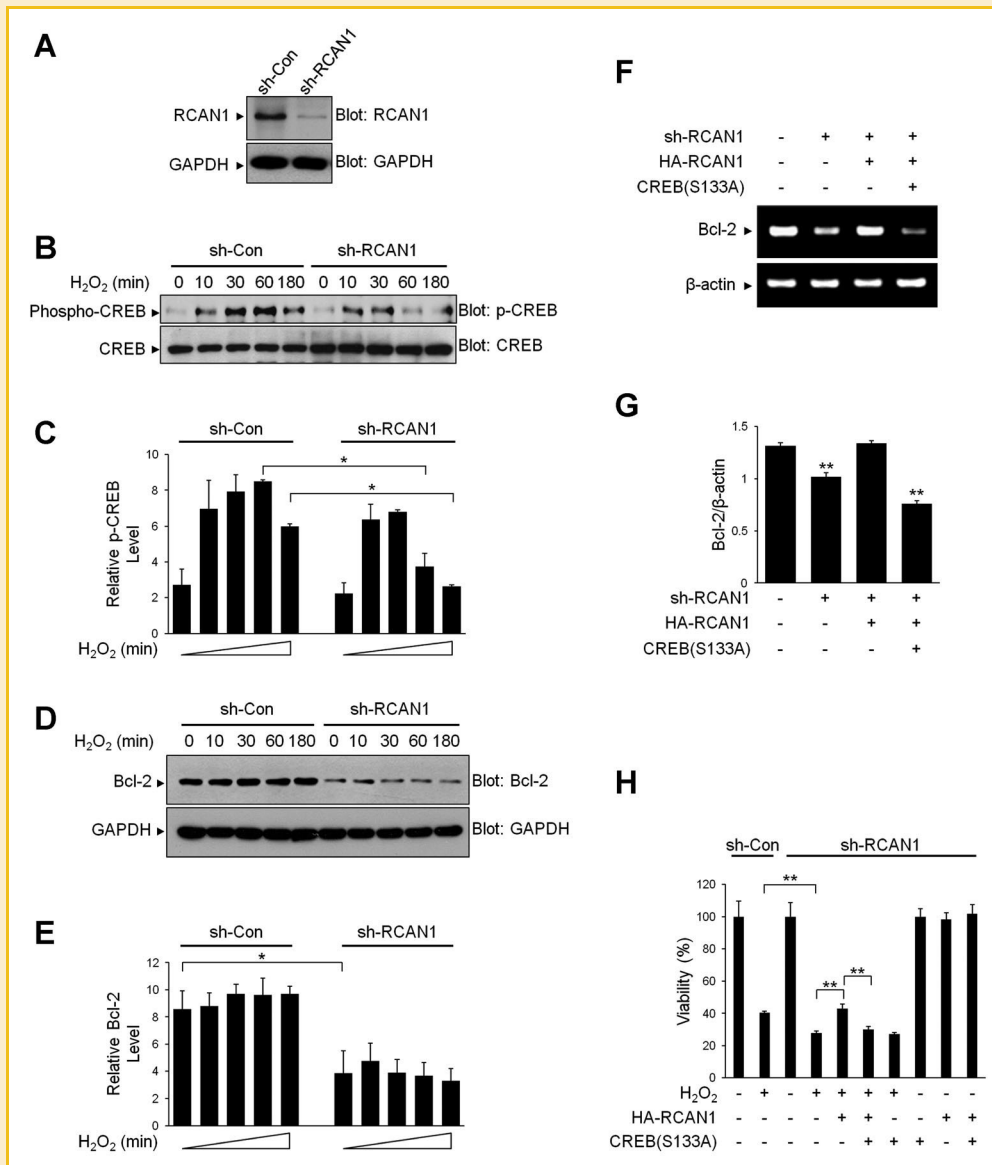 A
sh-Con
sh-RCAN1
RCAN1 Blot: RCAN1
GAPDH Blot: GAPDH
B
sh-Con sh-RCAN1
H2O2 (min) 0 10 30 60 180 0 10 30 60 180
Phospho-CREB Blot: p-CREB
CREB Blot: CREB
C
sh-Con sh-RCAN1
Relative p-CREB
Level
10
8
6
4
2
0
* 
*
H2O2 (min)
D
sh-Con sh-RCAN1
H2O2 (min) 0 10 30 60 180 0 10 30 60 180
Bcl-2 Blot: Bcl-2
GAPDH Blot: GAPDH
E
sh-Con sh-RCAN1
Relative Bcl-2
Level
12
10
8
6
4
2
0
*
H2O2 (min)
F
sh-RCAN1 - + + +
HA-RCAN1 - - + +
CREB(S133A) - - - +
Bcl-2
β-actin
G
Bcl-2/β-actin
1.5
1
0.5
0
**
**
sh-RCAN1 - + + +
HA-RCAN1 - - + +
CREB(S133A) - - - +
H
sh-Con sh-RCAN1
Viability (%)
120
100
80
60
40
20
0
**
**
**
H2O2 - + - + + + + - - -
HA-RCAN1 - - - - + + - - + +
CREB(S133A) - - - - - + + + - +